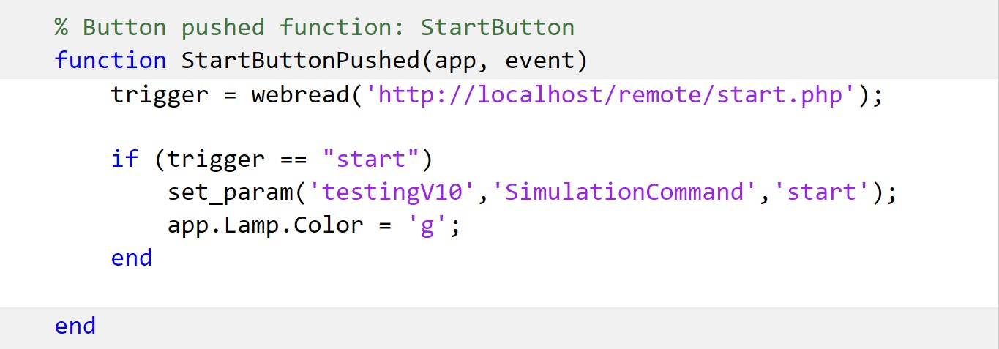 % Button pushed function: StartButton
function StartButtonPushed(app, event)
trigger = webread('http://localhost/remote/start.php');
if (trigger == "start")
set_param('testingV10','SimulationCommand','start');
app.Lamp.Color = 'g';
end
end